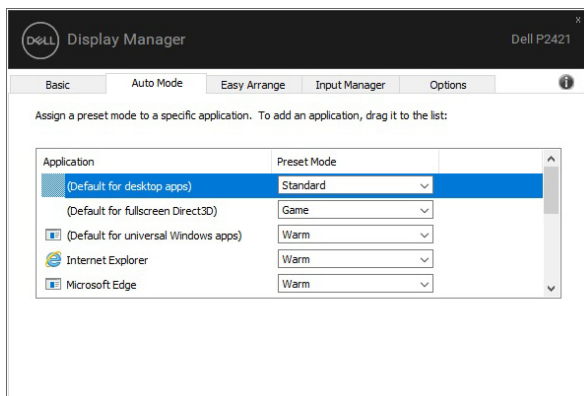 x
DELL Display Manager Dell P2421
Basic Auto Mode Easy Arrange Input Manager Options
Assign a preset mode to a specific application. To add an application, drag it to the list:
Application Preset Mode
(Default for desktop apps) Standard
(Default for fullscreen Direct3D) Game
(Default for universal Windows apps) Warm
Internet Explorer Warm
Microsoft Edge Warm